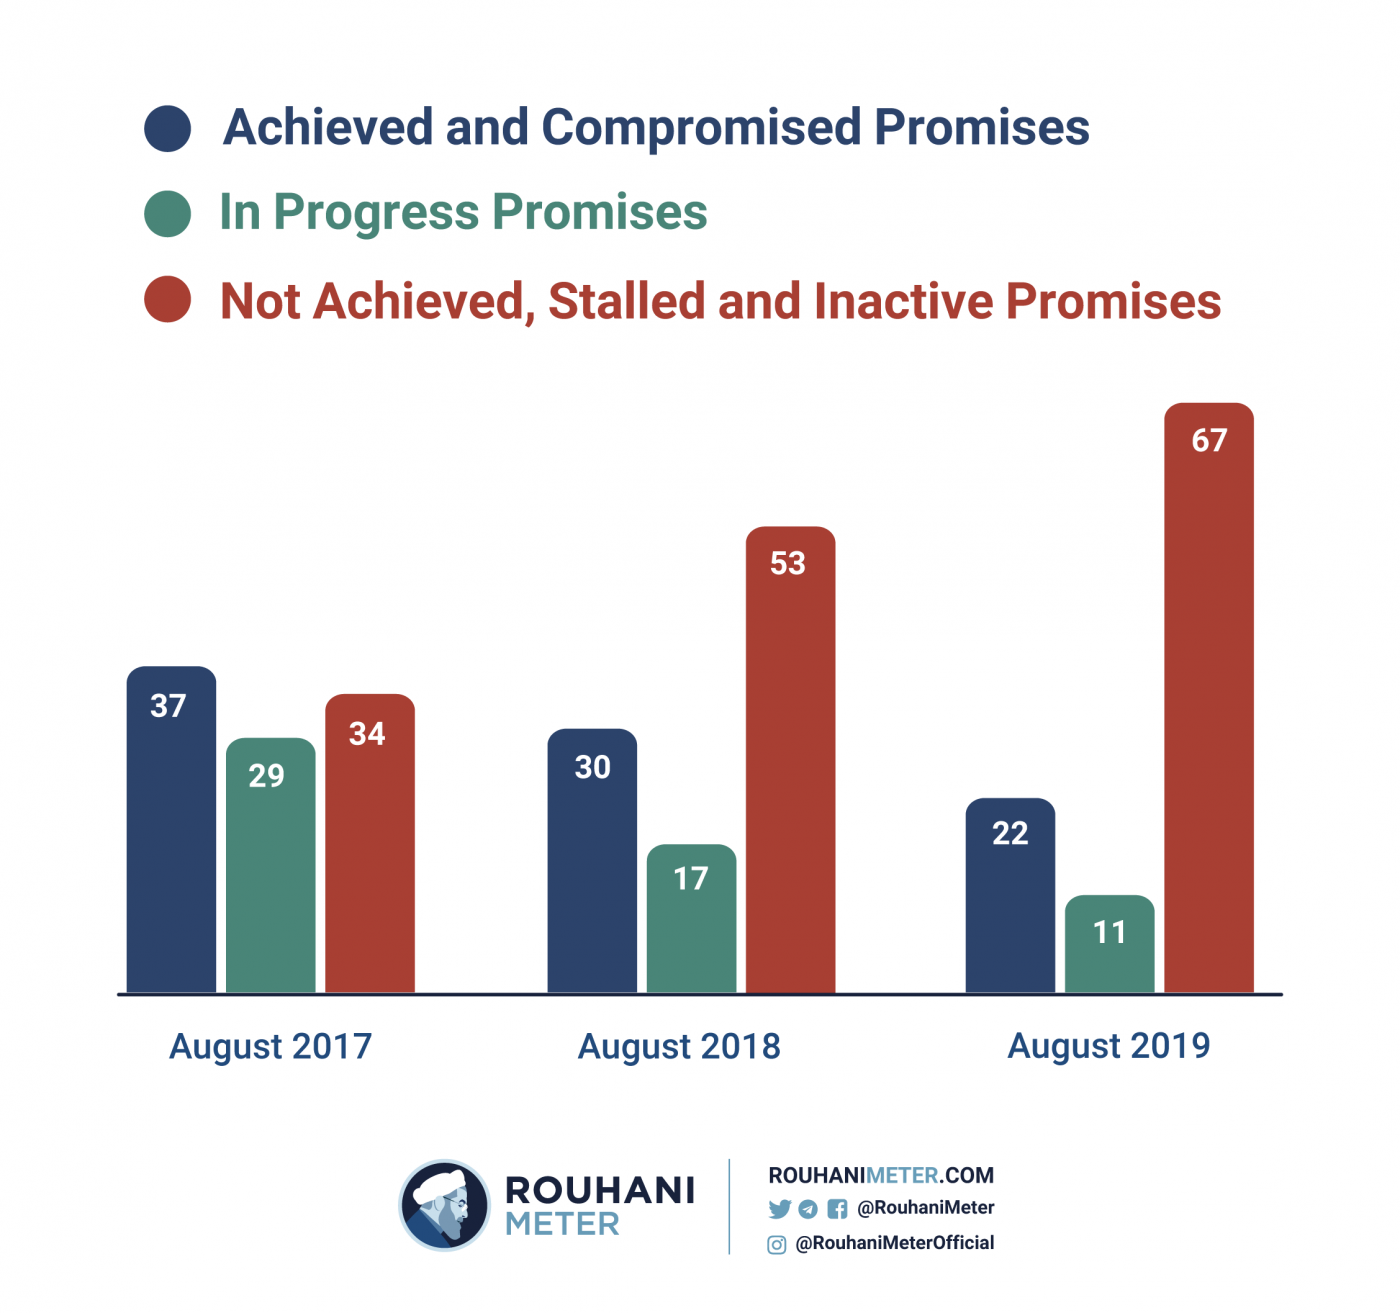 Achieved and Compromised Promises
In Progress Promises
Not Achieved, Stalled and Inactive Promises
37
29
34
30
17
53
22
11
67
August 2017
August 2018
August 2019
ROUHANI
METER
ROUHANIMETER.COM
@RouhaniMeter
@RouhaniMeterOfficial